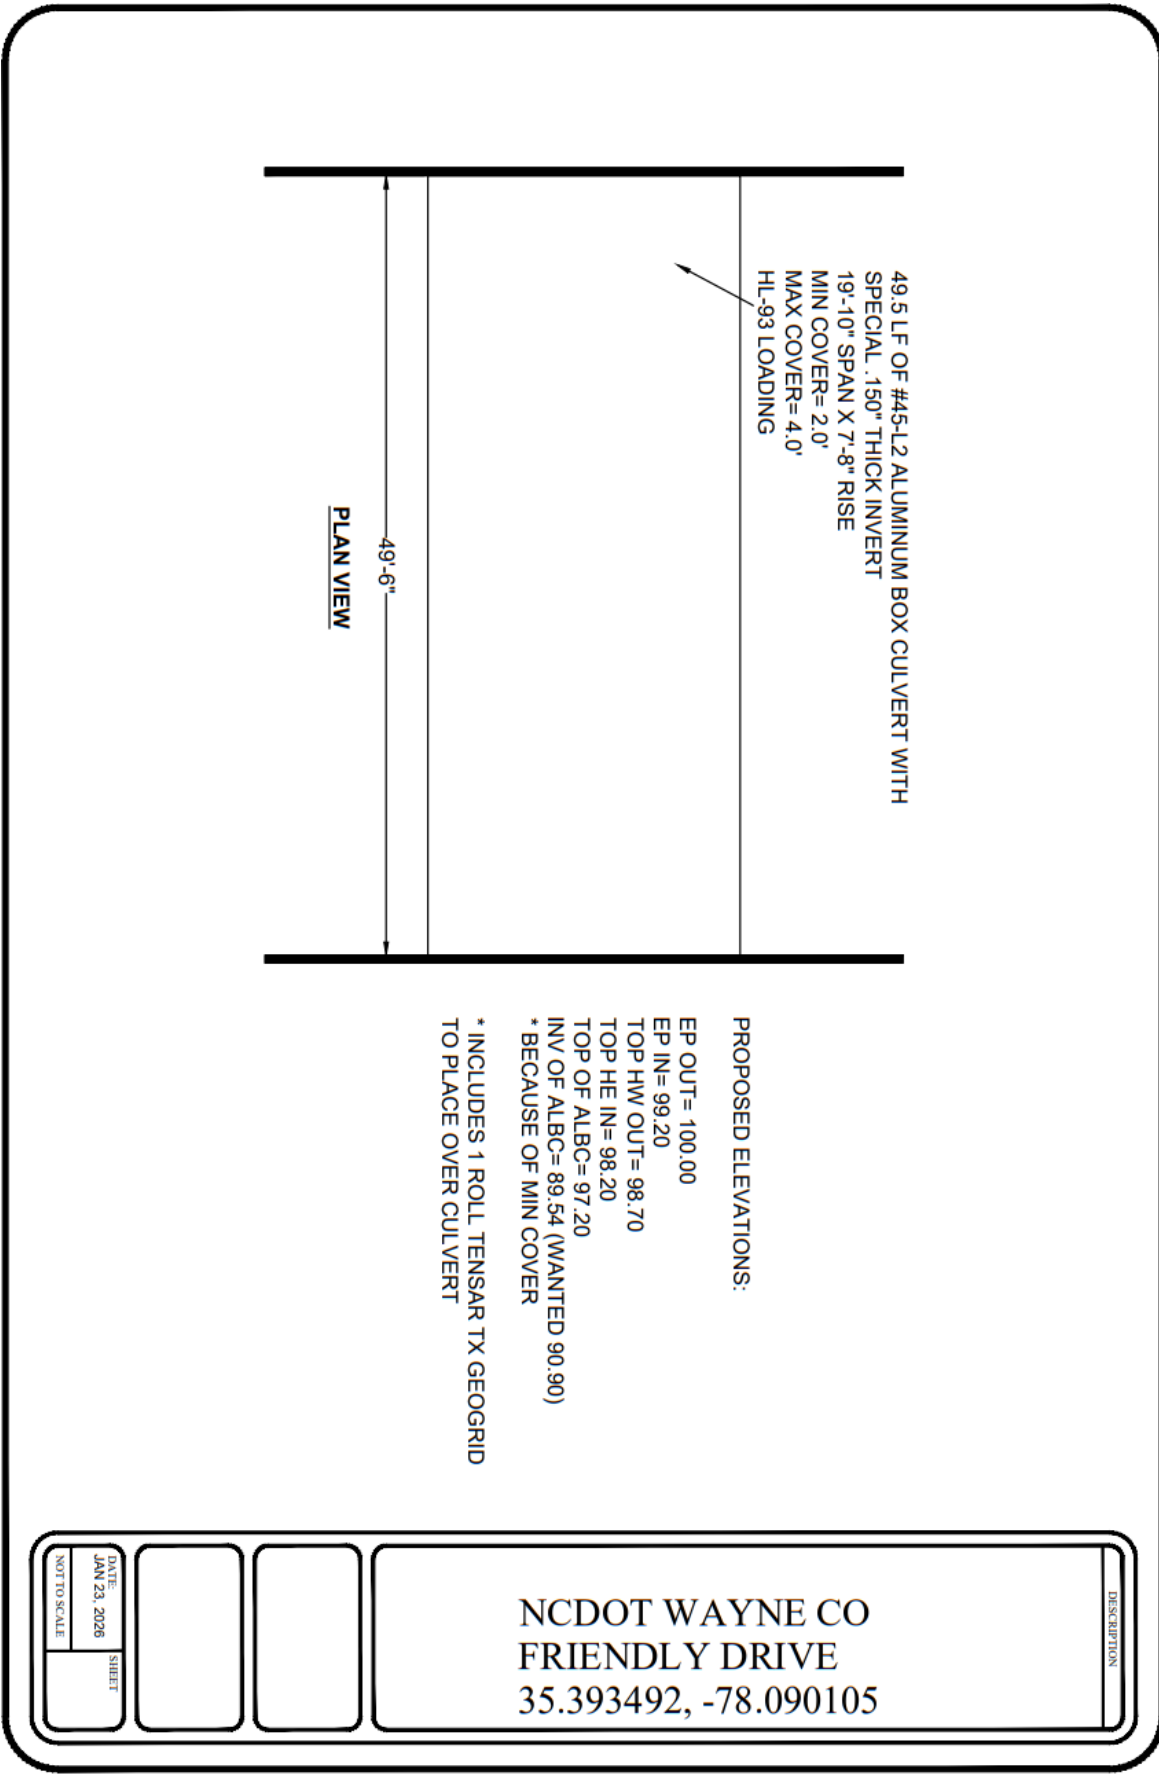 49.5 LF OF #45-L2 ALUMINUM BOX CULVERT WITH
SPECIAL .150" THICK INVERT
19'-10" SPAN X 7'-8" RISE
MIN COVER= 2.0'
MAX COVER= 4.0'
HL-93 LOADING
49'-6"
PLAN VIEW
PROPOSED ELEVATIONS:
EP OUT= 100.00
EP IN= 99.20
TOP HW OUT= 98.70
TOP HE IN= 98.20
TOP OF ALBC= 97.20
INV OF ALBC= 89.54 (WANTED 90.90)
* BECAUSE OF MIN COVER
* INCLUDES 1 ROLL TENSAR TX GEOGRID
TO PLACE OVER CULVERT
DESCRIPTION
NCDOT WAYNE CO
FRIENDLY DRIVE
35.393492, -78.090105
DATE:
JAN 23, 2026
SHEET
NOT TO SCALE